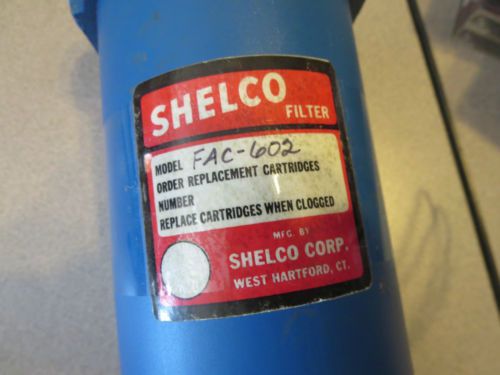 SHELCO
FILTER
MODEL FAC-602
ORDER REPLACEMENT CARTRIDGES
NUMBER
REPLACE CARTRIDGES WHEN CLOGGED
MFG. BY
SHELCO CORP.
WEST HARTFORD, CT.